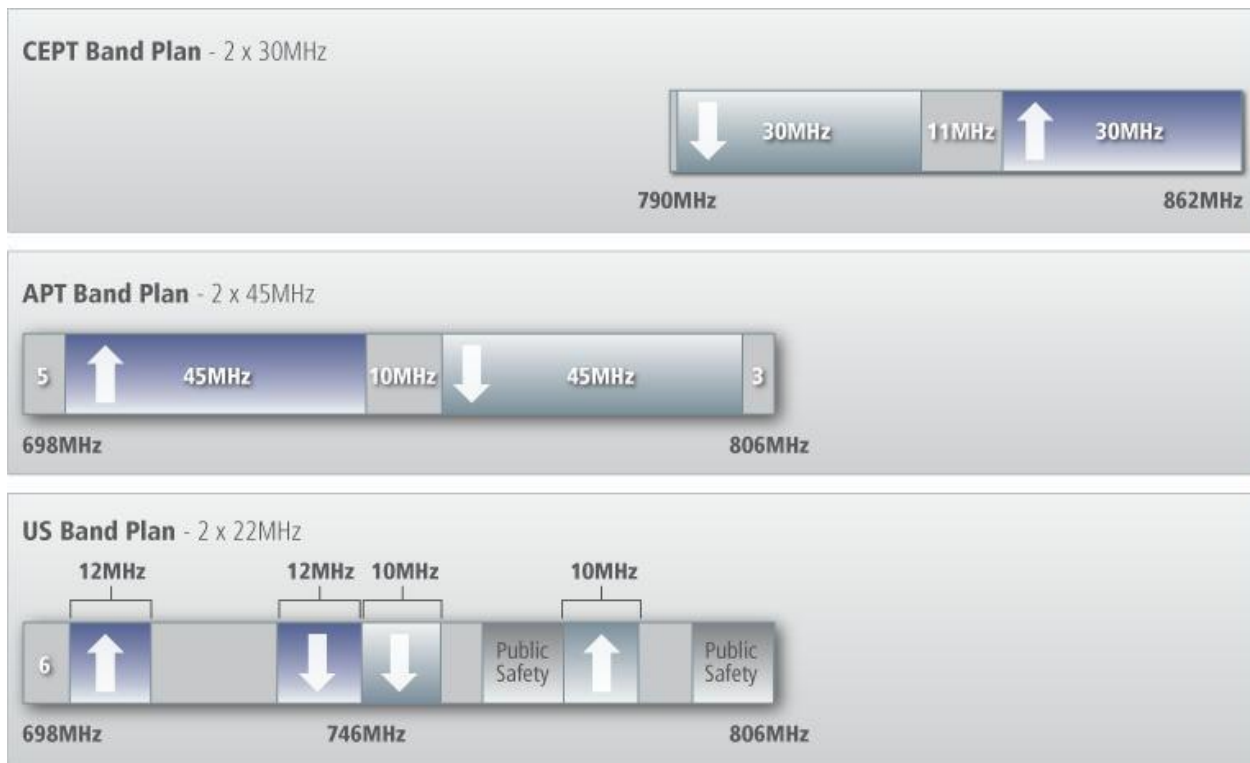 CEPT Band Plan - 2 x 30MHz
30MHz 11MHz 30MHz
790MHz 862MHz
APT Band Plan - 2 x 45MHz
5 45MHz 10MHz 45MHz 3
698MHz 806MHz
US Band Plan - 2 x 22MHz
12MHz 12MHz 10MHz 10MHz
6 Public Safety Public Safety
698MHz 746MHz 806MHz